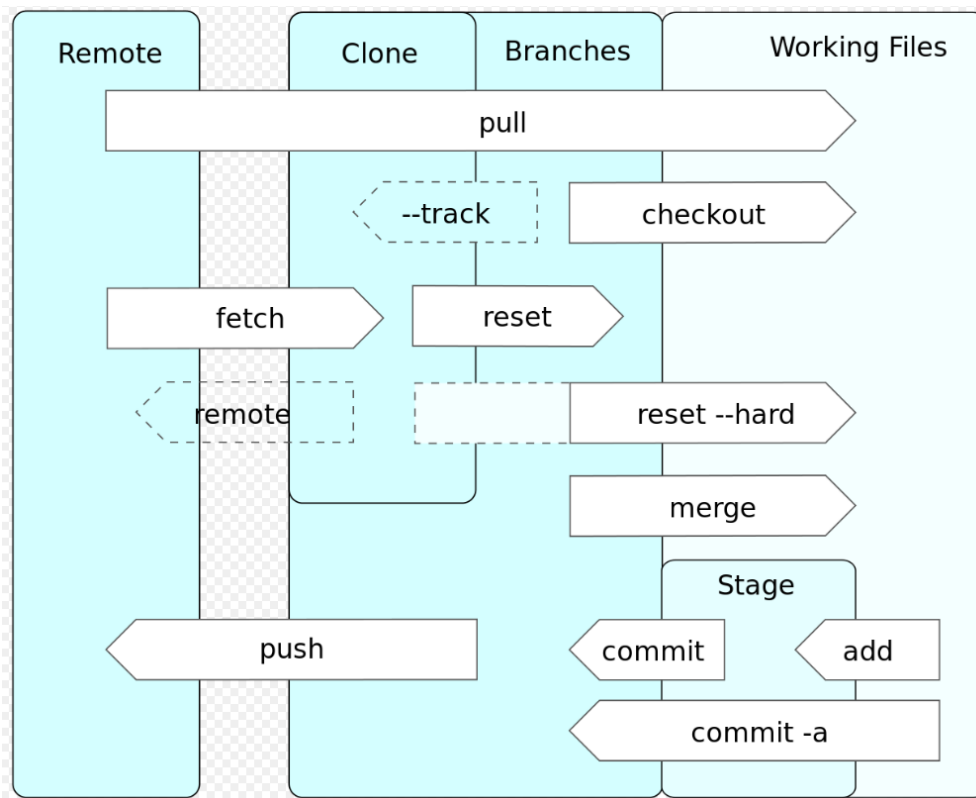 Remote
Clone
Branches
Working Files
pull
--track
checkout
fetch
reset
remote
reset --hard
merge
Stage
push
commit
add
commit -a